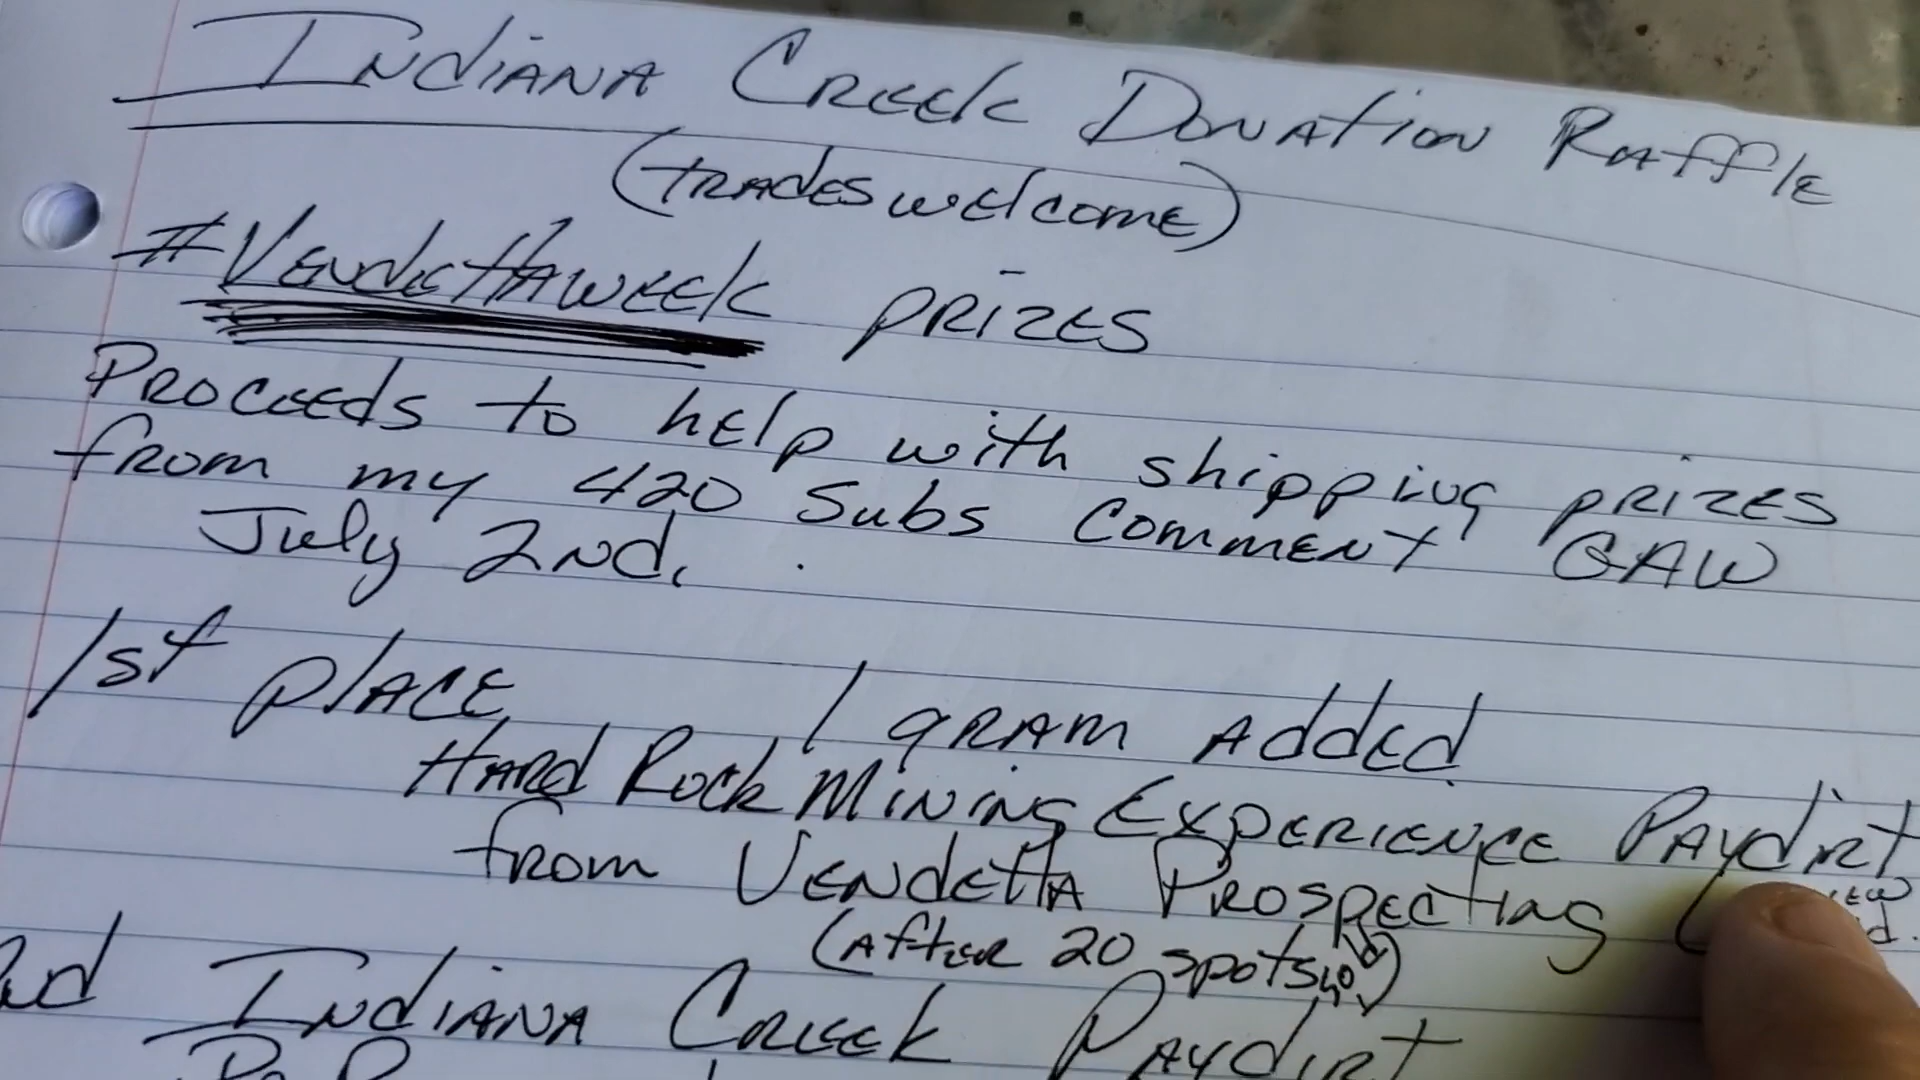 INDIANA CREEK DONATION RAFFLE
(TRADES WELCOME)
#VENDETTAWEEK PRIZES
PROCEEDS to HELP with shipping PRIZES
from my 420 Subs COMMENT GAW
July 2ND.
1st PLACE 1 GRAM ADDED
HARD ROCK MINING EXPERIENCE PAYDIRT
from VENDETTA PROSPECTING
(AFTER 20 spots
INDIANA CREEK PAYDIRT